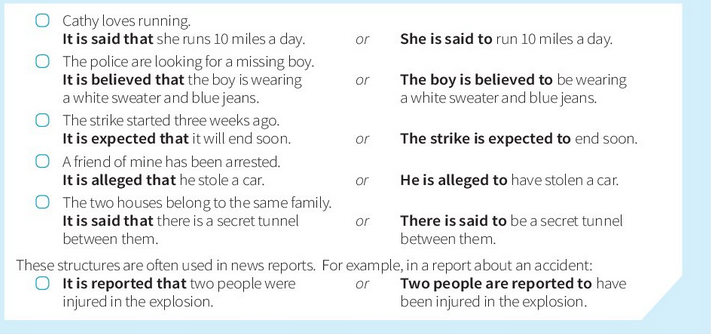 Cathy loves running.
It is said that she runs 10 miles a day. or She is said to run 10 miles a day.
The police are looking for a missing boy.
It is believed that the boy is wearing or The boy is believed to be wearing
a white sweater and blue jeans. a white sweater and blue jeans.
The strike started three weeks ago.
It is expected that it will end soon. or The strike is expected to end soon.
A friend of mine has been arrested.
It is alleged that he stole a car. or He is alleged to have stolen a car.
The two houses belong to the same family.
It is said that there is a secret tunnel or There is said to be a secret tunnel
between them. between them.
These structures are often used in news reports. For example, in a report about an accident:
It is reported that two people were or Two people are reported to have
injured in the explosion. been injured in the explosion.